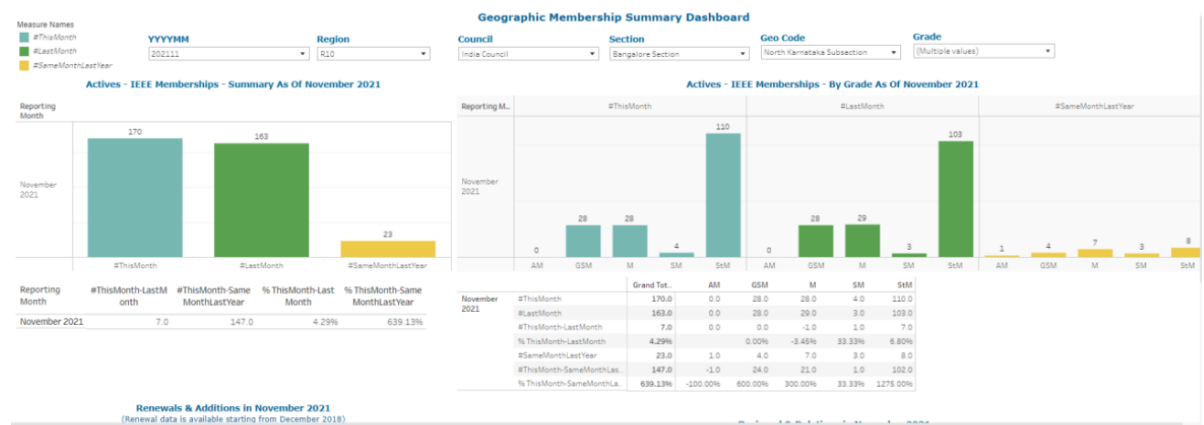 Geographic Membership Summary Dashboard
Measure Names
#ThisMonth
#LastMonth
#SameMonthLastYear
YYYYMM
202111
Region
R10
Council
India Council
Section
Bangalore Section
Geo Code
North Karnataka Subsection
Grade
(Multiple values)
Actives - IEEE Memberships - Summary As Of November 2021
Reporting
Month
November
2021
170
163
23
#ThisMonth #LastMonth #SameMonthLastYear
Reporting
Month
#ThisMonth-LastM
onth
#ThisMonth-Same
MonthLastYear
% ThisMonth-Last
Month
% ThisMonth-Same
MonthLastYear
November 2021 7.0 147.0 4.29% 639.13%
Actives - IEEE Memberships - By Grade As Of November 2021
Reporting M.. #ThisMonth #LastMonth #SameMonthLastYear
November
2021
0 28 28 4 110 0 28 29 3 103 1 4 7 3 8
AM GSM M SM StM AM GSM M SM StM AM GSM M SM StM
Grand Tot.. AM GSM M SM StM
November
2021
#ThisMonth 170.0 0.0 28.0 28.0 4.0 110.0
#LastMonth 163.0 0.0 28.0 29.0 3.0 103.0
#ThisMonth-LastMonth 7.0 0.0 0.0 -1.0 1.0 7.0
% ThisMonth-LastMonth 4.29% 0.00% -3.45% 33.33% 6.80%
#SameMonthLastYear 23.0 1.0 4.0 7.0 3.0 8.0
#ThisMonth-SameMonthLas.. 147.0 -1.0 24.0 21.0 1.0 102.0
% ThisMonth-SameMonthLa.. 639.13% -100.00% 600.00% 300.00% 33.33% 1275.00%
Renewals & Additions in November 2021
(Renewal data is available starting from December 2018)